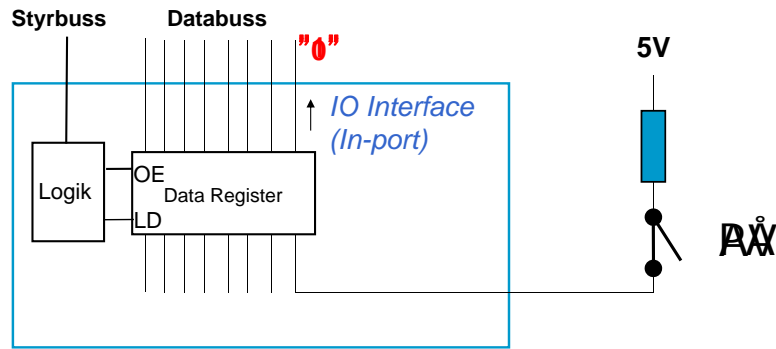 Styrbuss
Databuss
5V
IO Interface
(In-port)
OE
Logik
Data Register
LD